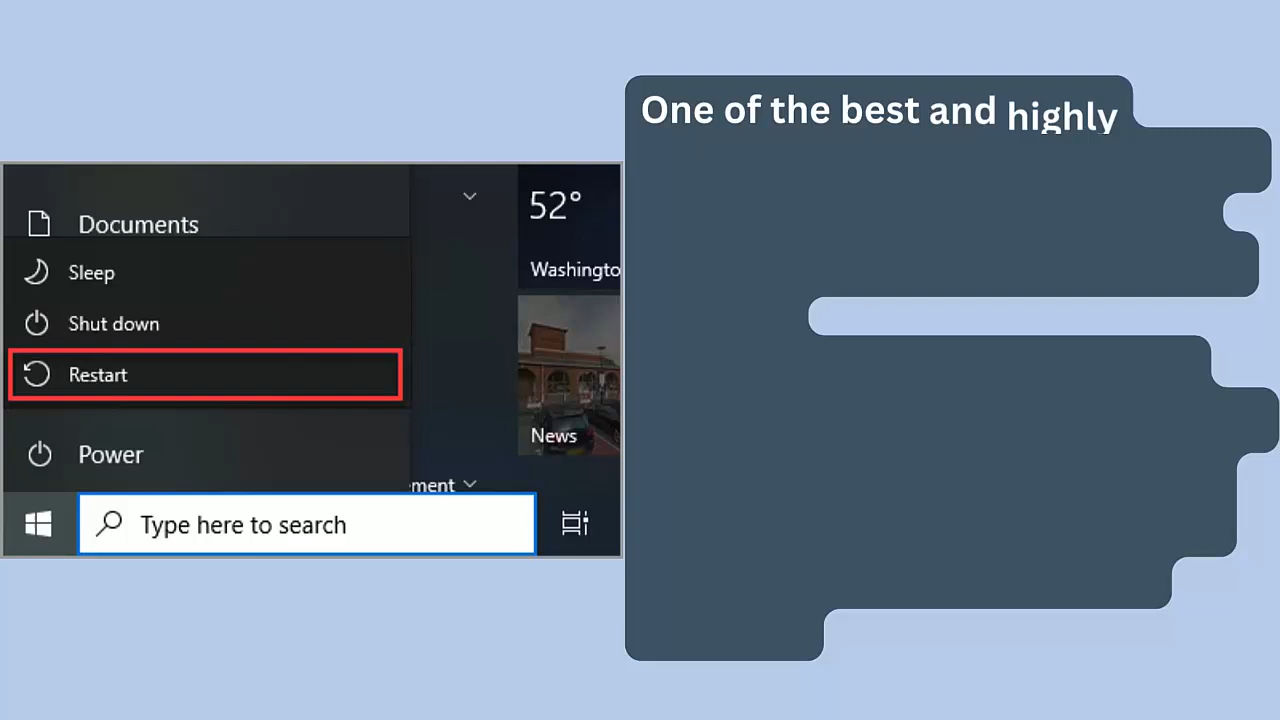 One of the best and highly
52°
Documents
Washingto
Sleep
Shut down
Restart
News
Power
ment
Type here to search